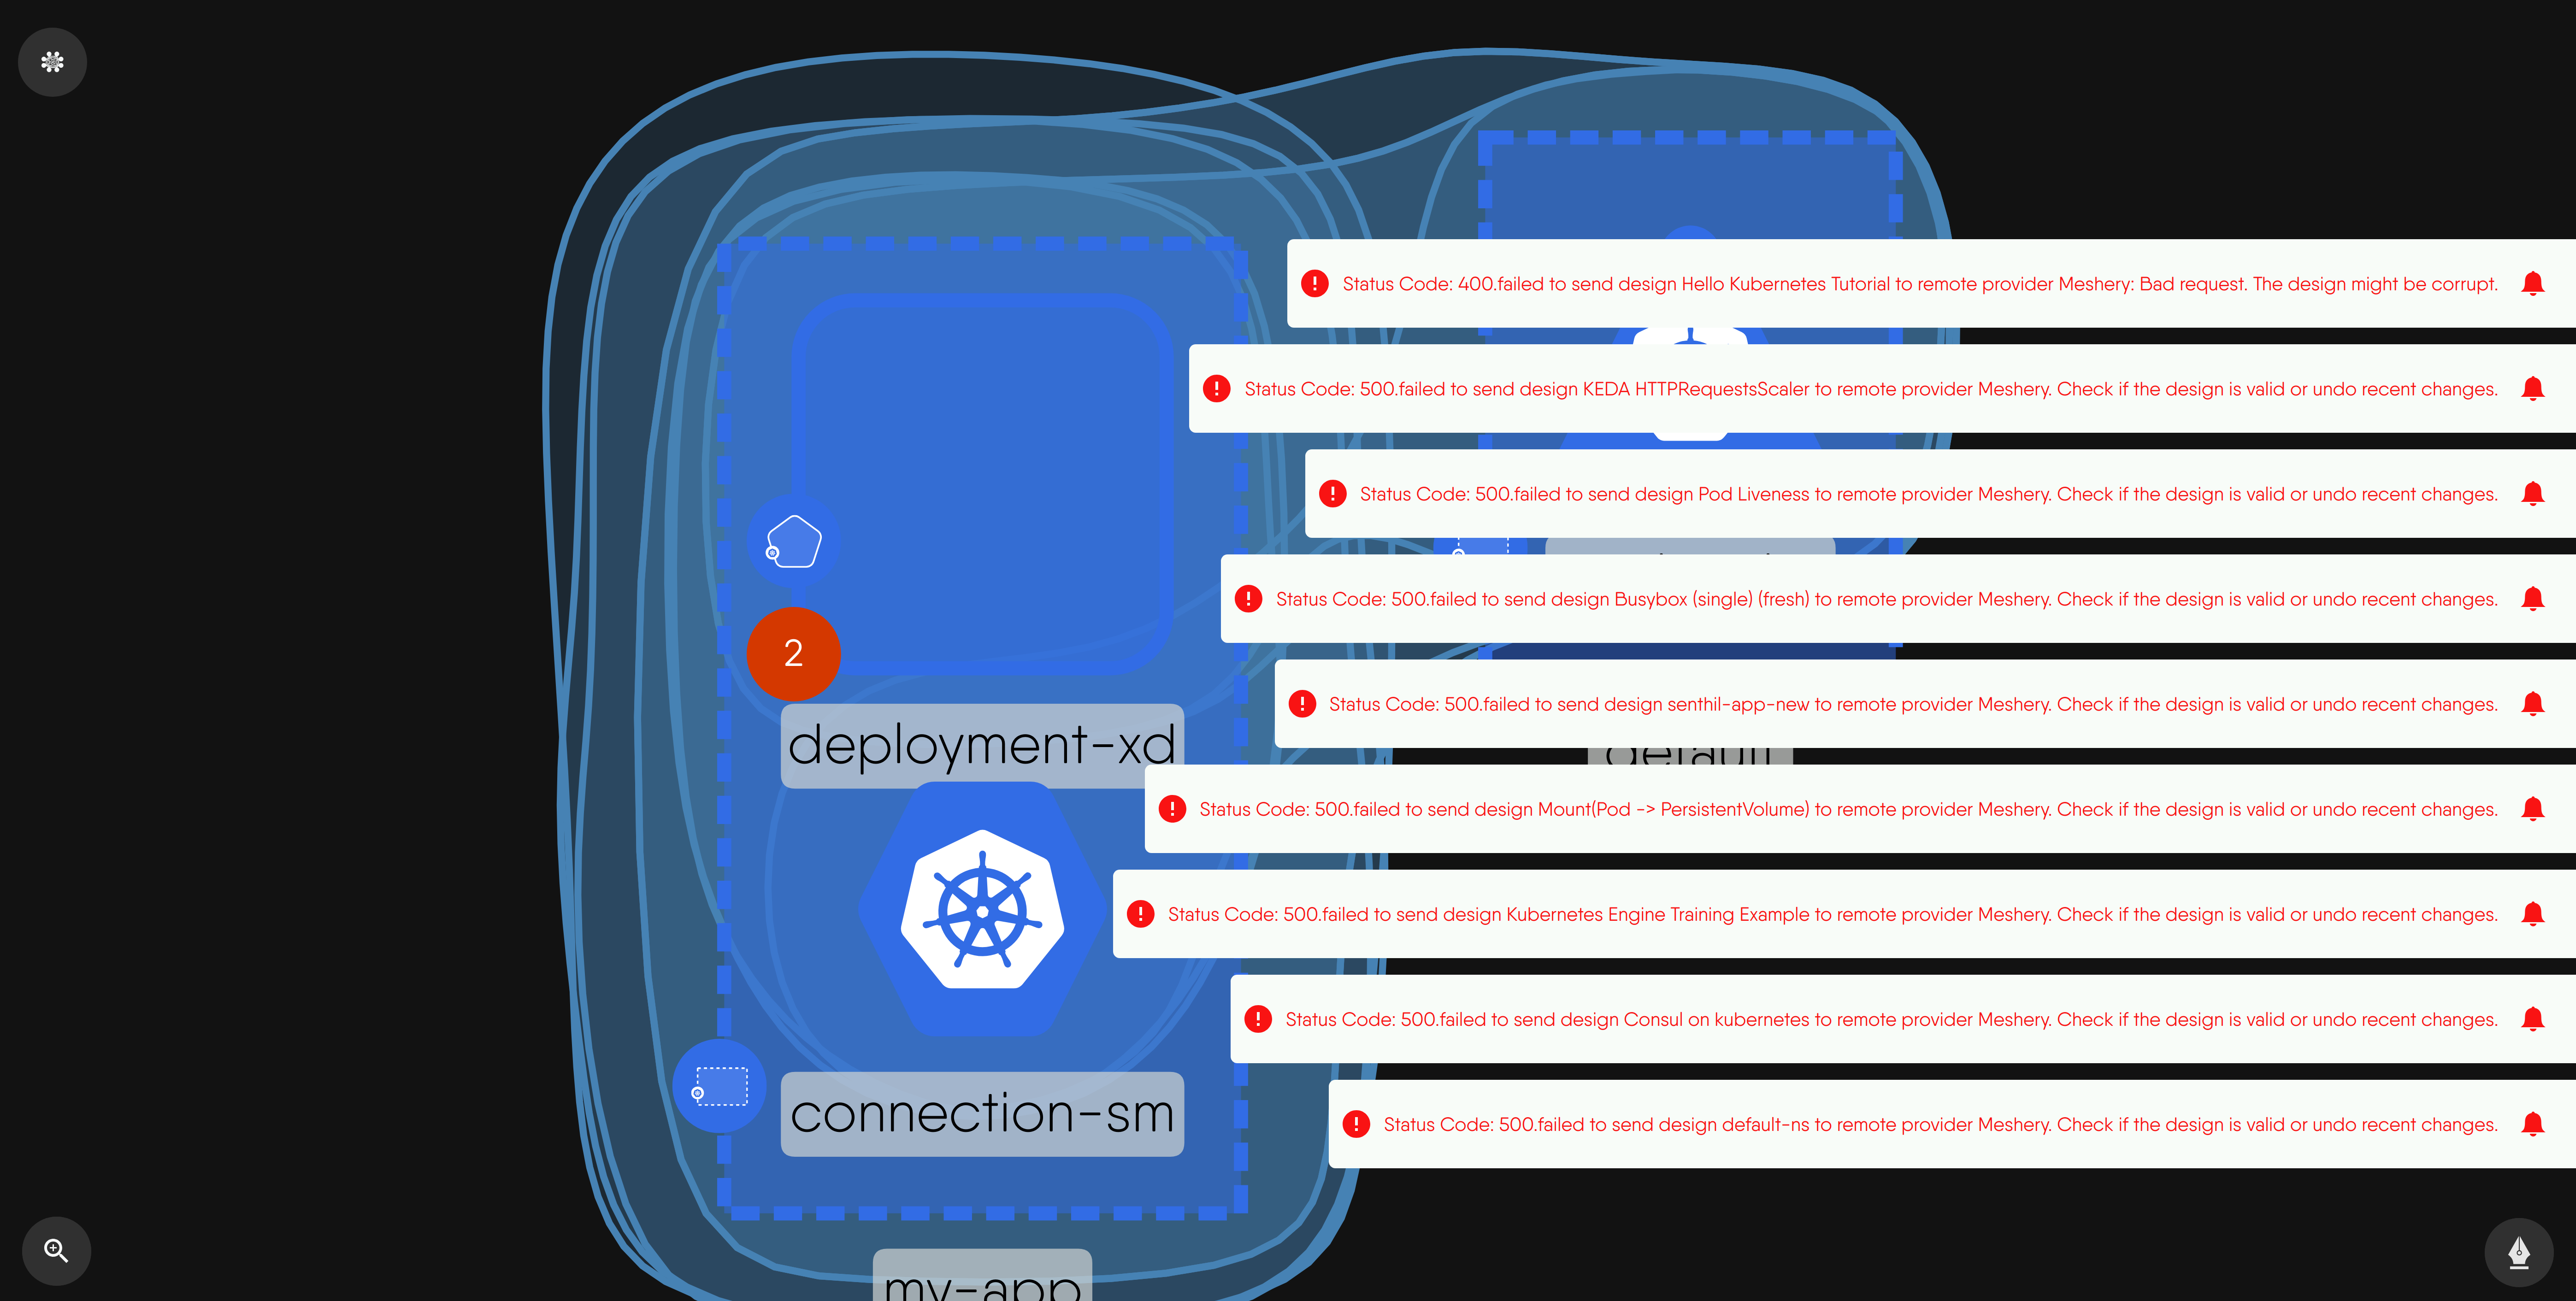 Status Code: 400.failed to send design Hello Kubernetes Tutorial to remote provider Meshery: Bad request. The design might be corrupt.
Status Code: 500.failed to send design KEDA HTTPRequestsScaler to remote provider Meshery. Check if the design is valid or undo recent changes.
Status Code: 500.failed to send design Pod Liveness to remote provider Meshery. Check if the design is valid or undo recent changes.
Status Code: 500.failed to send design Busybox (single) (fresh) to remote provider Meshery. Check if the design is valid or undo recent changes.
2
Status Code: 500.failed to send design senthil-app-new to remote provider Meshery. Check if the design is valid or undo recent changes.
deployment-xd
default
Status Code: 500.failed to send design Mount(Pod -> PersistentVolume) to remote provider Meshery. Check if the design is valid or undo recent changes.
Status Code: 500.failed to send design Kubernetes Engine Training Example to remote provider Meshery. Check if the design is valid or undo recent changes.
Status Code: 500.failed to send design Consul on kubernetes to remote provider Meshery. Check if the design is valid or undo recent changes.
connection-sm
Status Code: 500.failed to send design default-ns to remote provider Meshery. Check if the design is valid or undo recent changes.
my-app